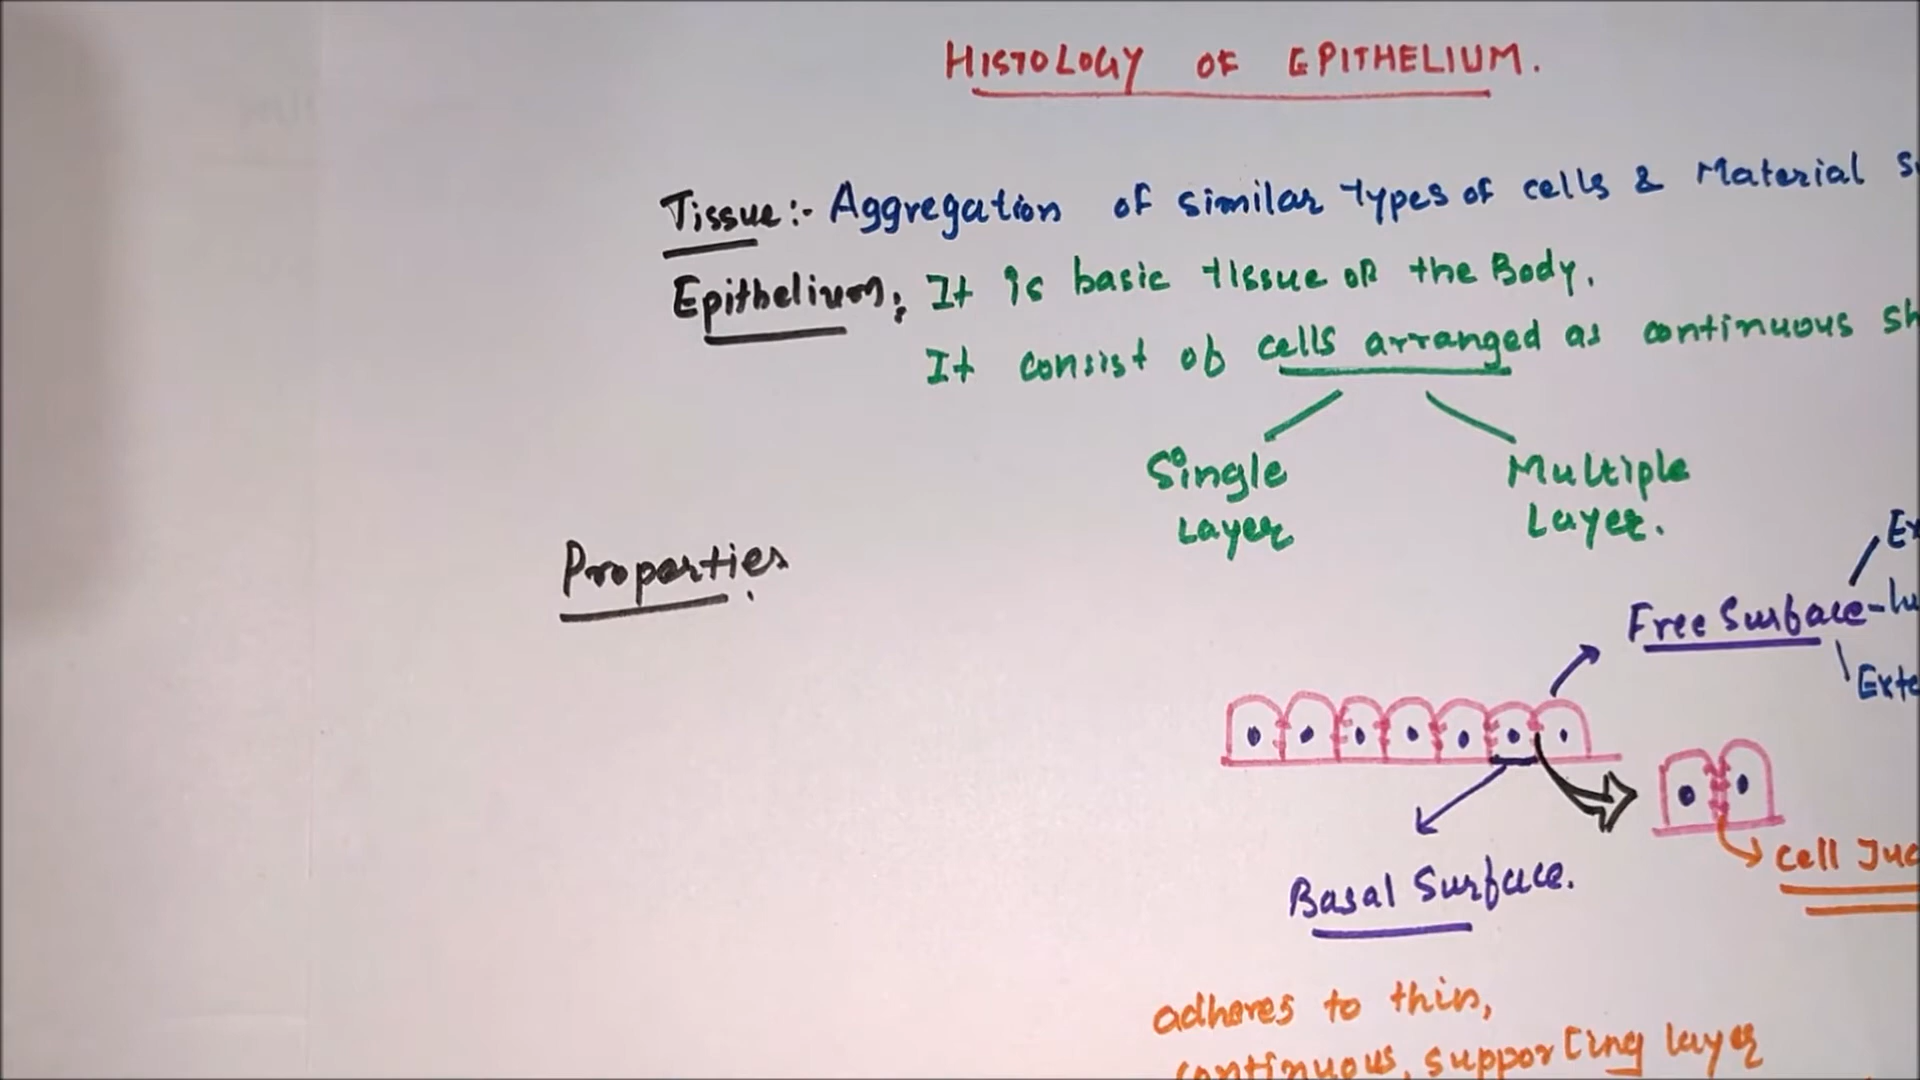 HISTOLOGY OF EPITHELIUM.
Tissue:- Aggregation of similar types of cells & Material
Epithelium: It is basic tissue of the Body.
It consist of cells arranged as continuous
Single Layer
Multiple Layer.
Properties
Free Surface
Basal Surface.
Cell
adheres to thin,
continuous, supporting layer